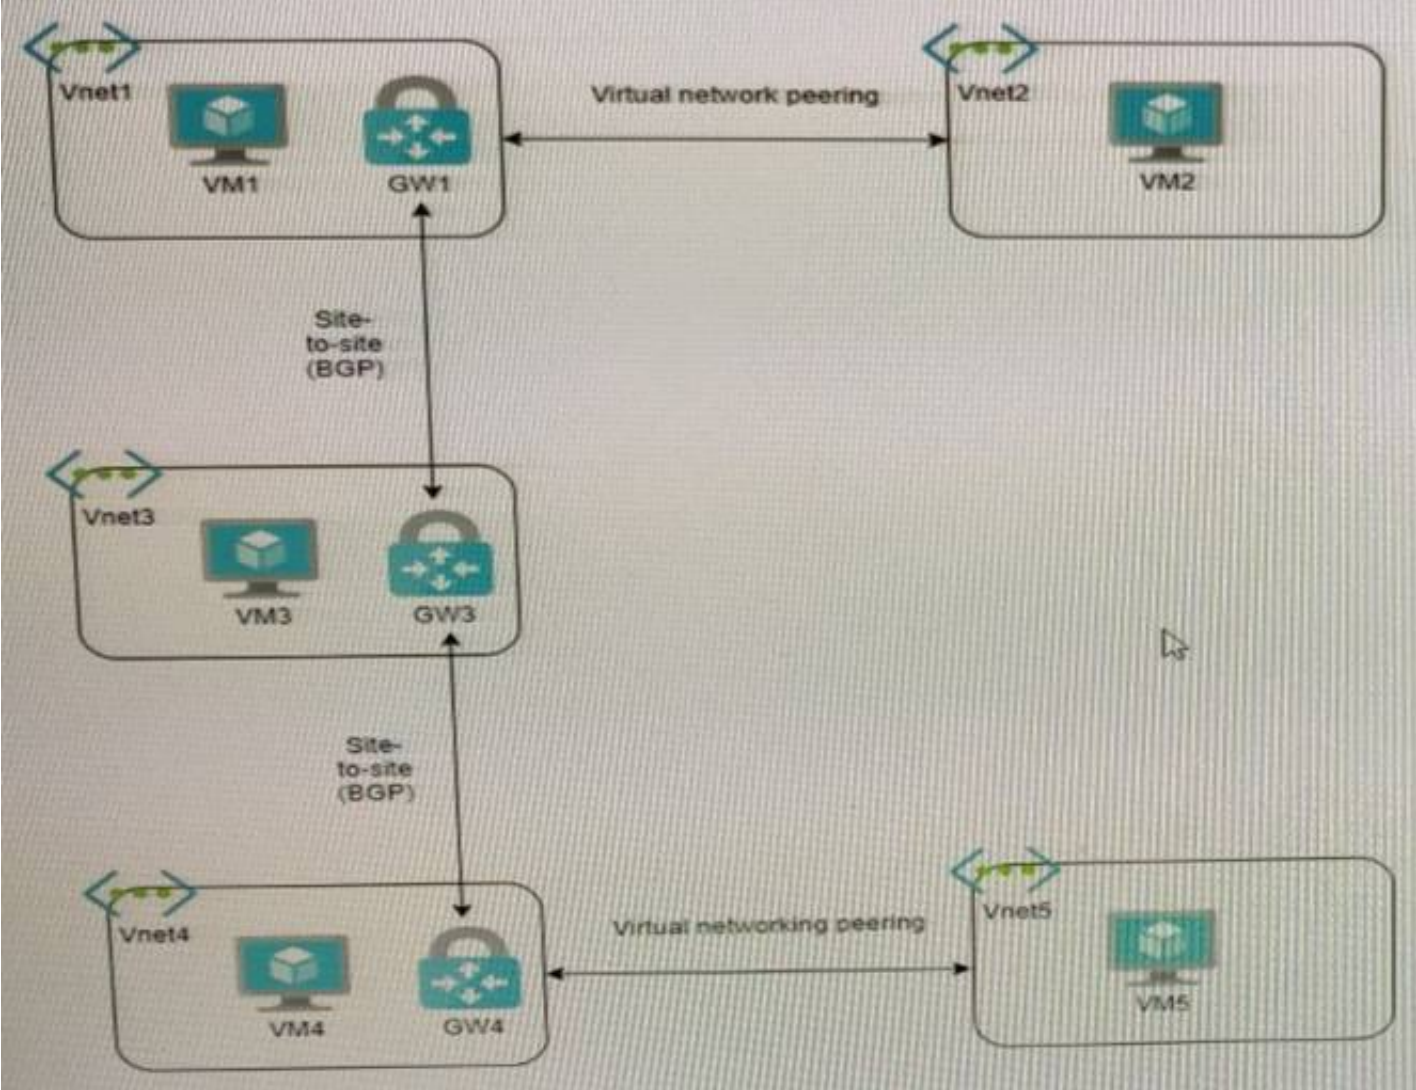 Vnet1
VM1
GW1
Virtual network peering
Vnet2
VM2
Site-
to-site
(BGP)
Vnet3
VM3
GW3
Site-
to-site
(BGP)
Vnet4
VM4
GW4
Virtual networking peering
Vnet5
VM5